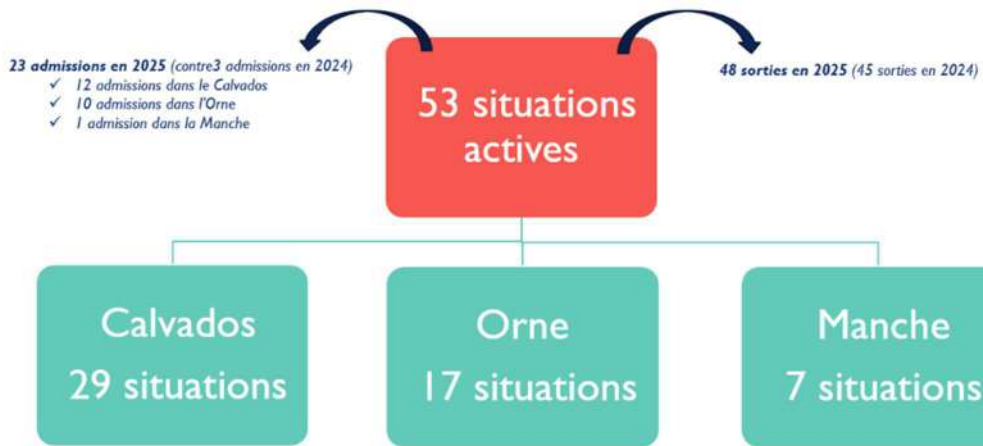 23 admissions en 2025 (contre3 admissions en 2024)
✓ 12 admissions dans le Calvados
✓ 10 admissions dans l'Orne
✓ 1 admission dans la Manche
53 situations
actives
48 sorties en 2025 (45 sorties en 2024)
Calvados
29 situations
Orne
17 situations
Manche
7 situations